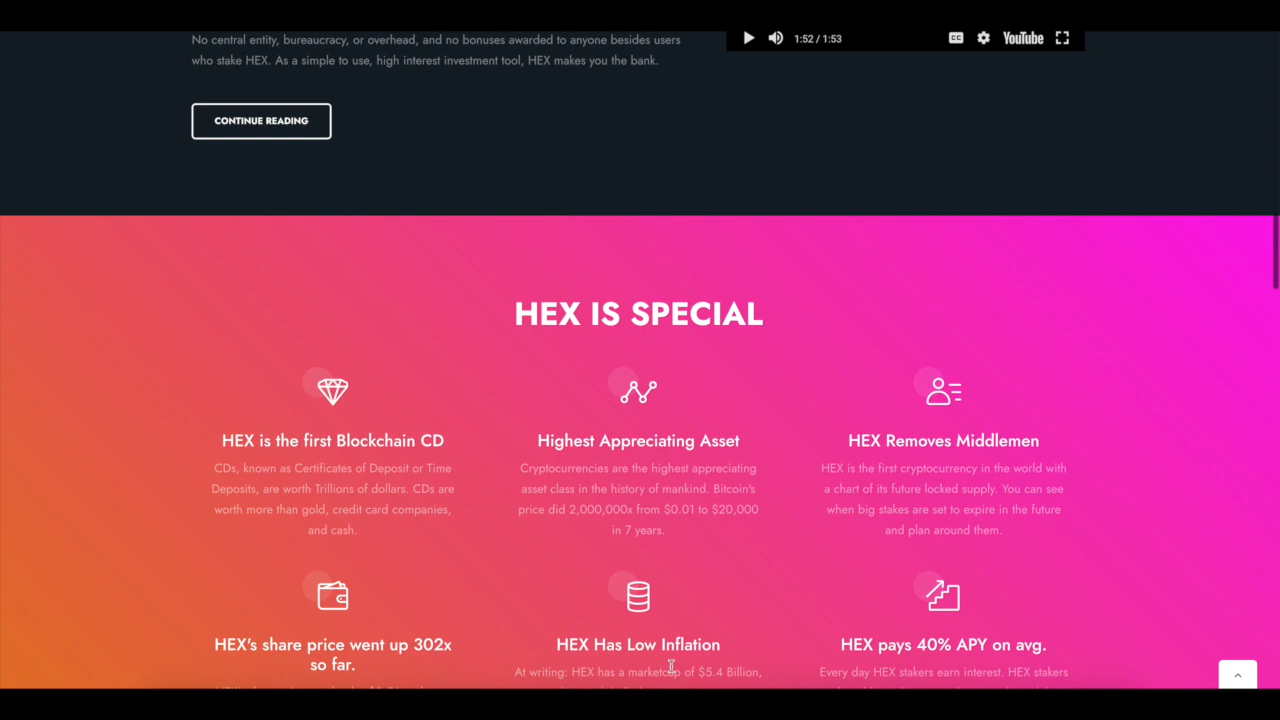 No central entity, bureaucracy, or overhead, and no bonuses awarded to anyone besides users
who stake HEX. As a simple to use, high interest investment tool, HEX makes you the bank.
1:52 / 1:53
CC
YouTube
CONTINUE READING
HEX IS SPECIAL
HEX is the first Blockchain CD
CDs, known as Certificates of Deposit or Time
Deposits, are worth Trillions of dollars. CDs are
worth more than gold, credit card companies,
and cash.
Highest Appreciating Asset
Cryptocurrencies are the highest appreciating
asset class in the history of mankind. Bitcoin's
price did 2,000,000x from $0.01 to $20,000
in 7 years.
HEX Removes Middlemen
HEX is the first cryptocurrency in the world with
a chart of its future locked supply. You can see
when big stakes are set to expire in the future
and plan around them.
HEX's share price went up 302x
so far.
HEX Has Low Inflation
At writing: HEX has a marketcap of $5.4 Billion,
HEX pays 40% APY on avg.
Every day HEX stakers earn interest. HEX stakers